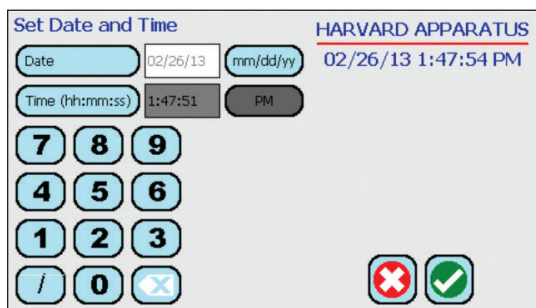 Set Date and Time
HARVARD APPARATUS
02/26/13 1:47:54 PM
Date 02/26/13 mm/dd/yy
Time (hh:mm:ss) 1:47:51 PM
7 8 9
4 5 6
1 2 3
/ 0